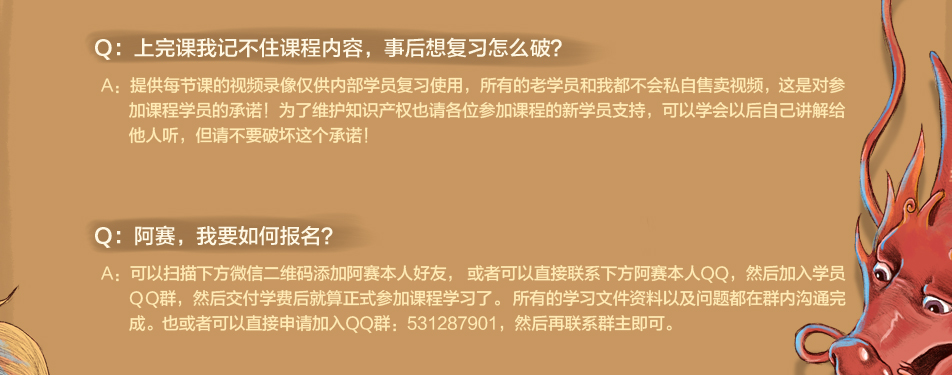 Q：上完课我记不住课程内容，事后想复习怎么破？
A：提供每节课的视频录像仅供内部学员复习使用，所有的老学员和我都不会私自售卖视频，这是对参
加课程学员的承诺！为了维护知识产权也请各位参加课程的新学员支持，可以学会以后自己讲解给
他人听，但请不要破坏这个承诺！
Q：阿赛，我要如何报名？
A：可以扫描下方微信二维码添加阿赛本人好友， 或者可以直接联系下方阿赛本人QQ，然后加入学员
QQ群，然后交付学费后就算正式参加课程学习了。所有的学习文件资料以及问题都在群内沟通完
成。也或者可以直接申请加入QQ群：531287901，然后再联系群主即可。